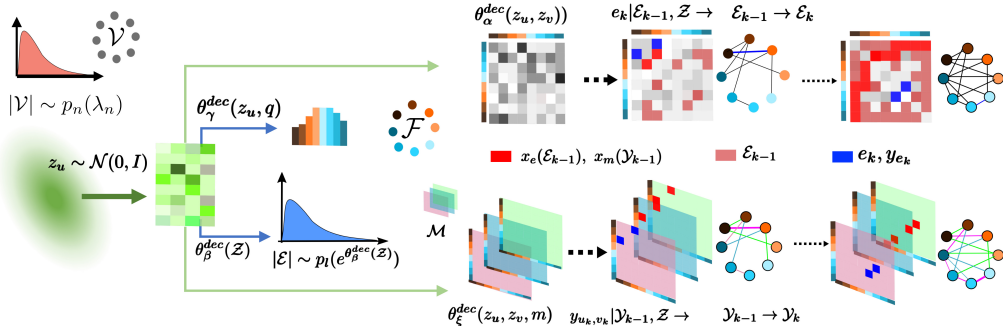 𝒱
|𝒱| ∼ pₙ(λₙ)
z_u ∼ 𝒩(0, I)
θ_γ^{dec}(z_u, q)
ℱ
θ_β^{dec}(𝒵)
|ℰ| ∼ p_l(e^{θ_β^{dec}(𝒵)})
θ_α^{dec}(z_u, z_v))
e_k|ℰ_{k−1}, 𝒵 →
ℰ_{k−1} → ℰ_k
x_e(ℰ_{k−1}), x_m(𝒴_{k−1})
ℰ_{k−1}
e_k, y_{e_k}
ℳ
θ_ξ^{dec}(z_u, z_v, m)
y_{u_k,v_k}|𝒴_{k−1}, 𝒵 →
𝒴_{k−1} → 𝒴_k